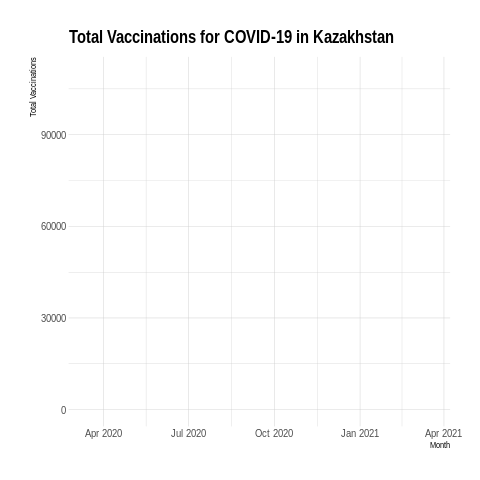 Total Vaccinations for COVID-19 in Kazakhstan
Total Vaccinations
90000
60000
30000
0
Apr 2020 Jul 2020 Oct 2020 Jan 2021 Apr 2021
Month